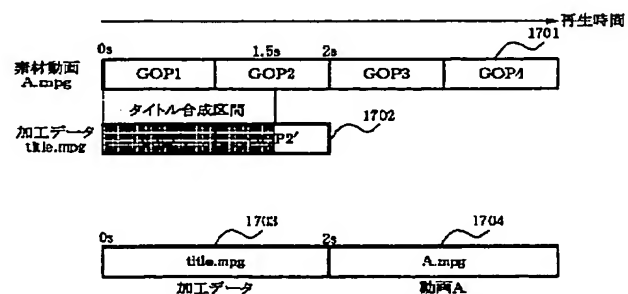 再生時間
0s 1.5s 2s 1701
素材動画 A.mpg
GOP1 GOP2 GOP3 GOP4
タイトル合成区間
加工データ title.mpg
P2′ 1702
1703 1704
0s 2s
title.mpg A.mpg
加工データ 動画A